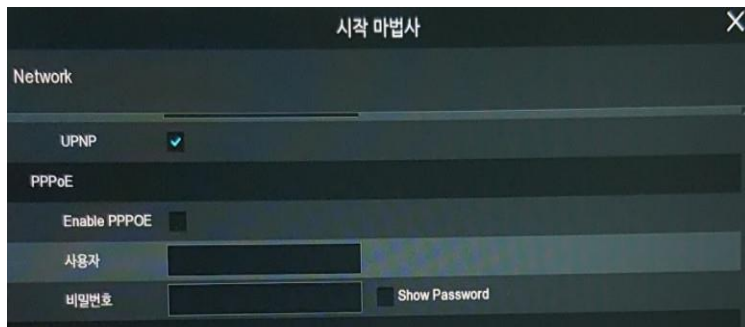 시작 마법사 X
Network
UPNP
PPPoE
Enable PPPOE
사용자
비밀번호 Show Password